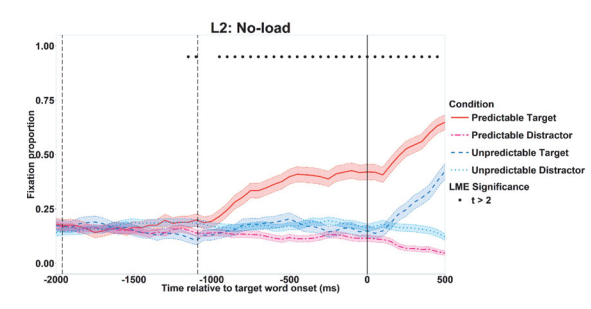 L2: No-load
1.00
0.75
0.50
0.25
0.00
Fixation proportion
-2000
-1500
-1000
-500
0
500
Time relative to target word onset (ms)
Condition
Predictable Target
Predictable Distractor
Unpredictable Target
Unpredictable Distractor
LME Significance
t > 2